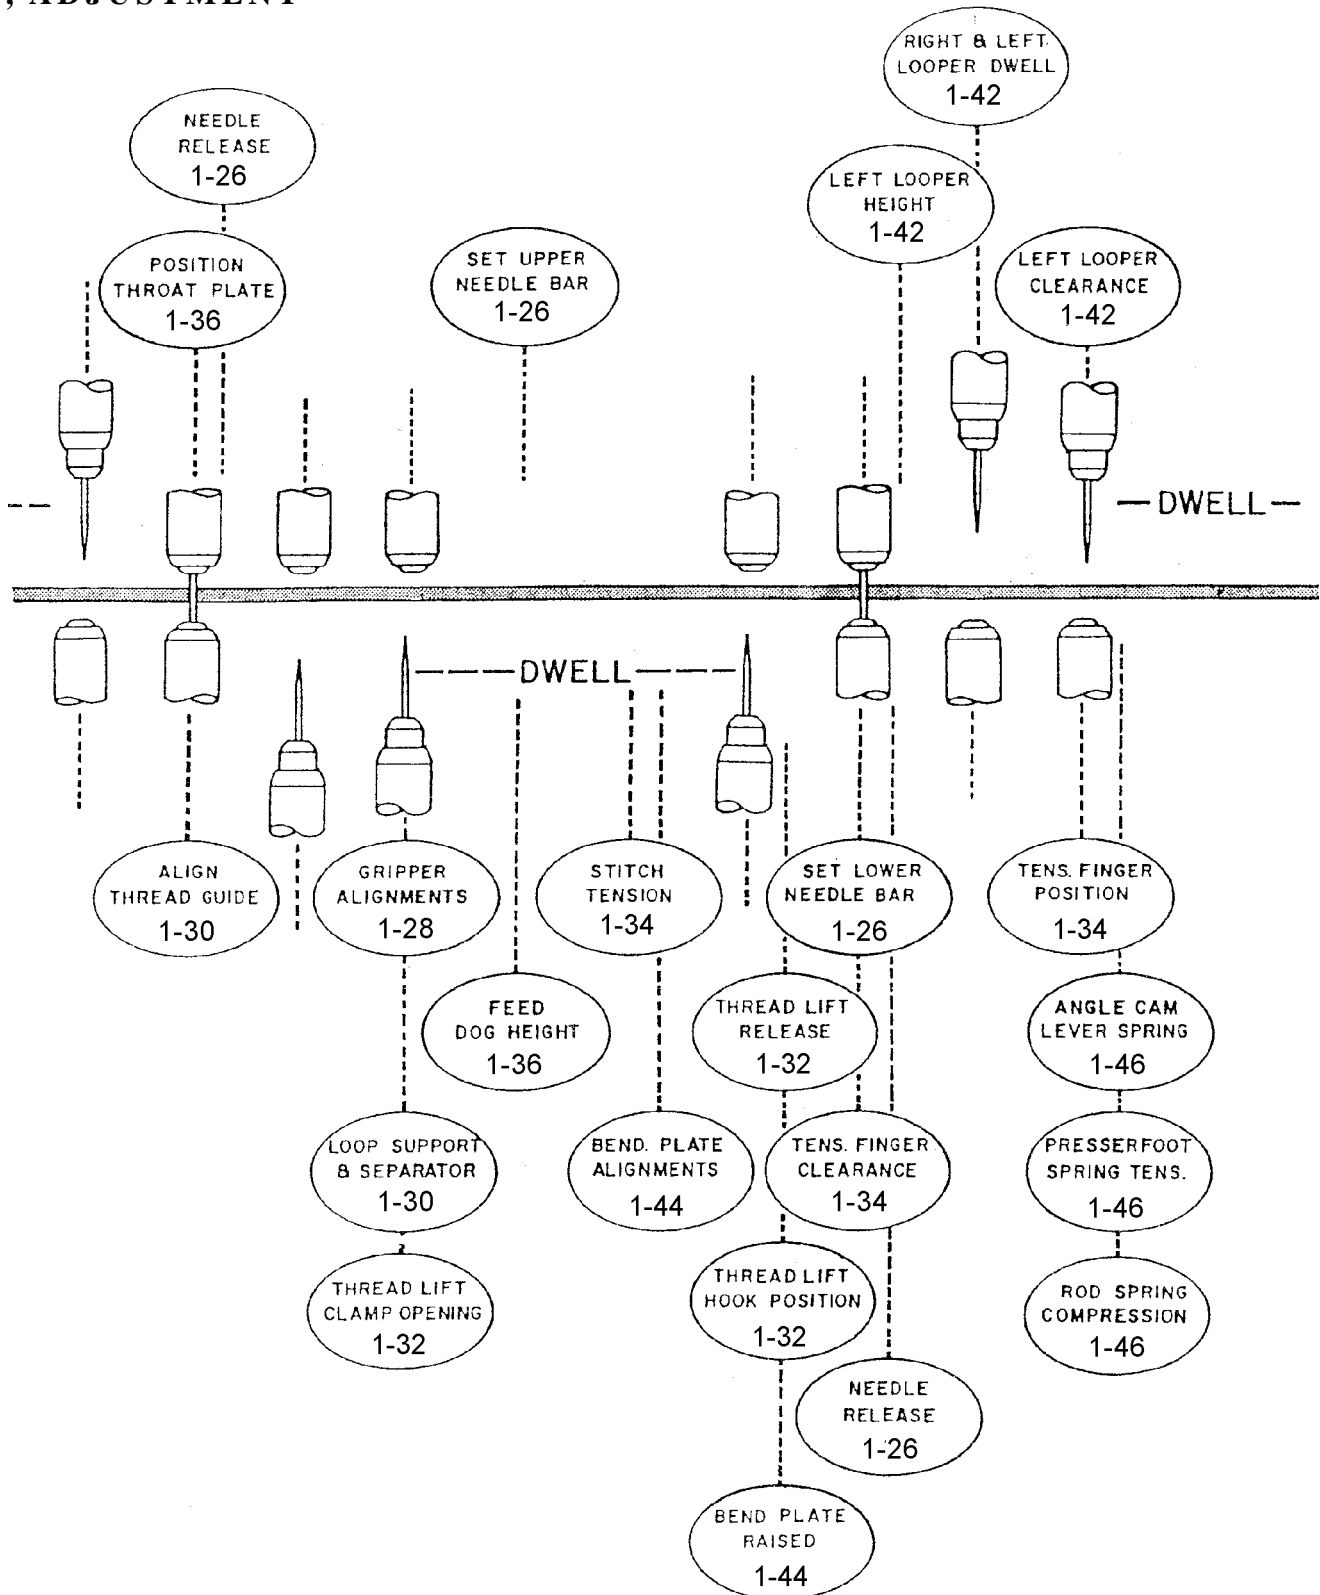 , ADJUSTMENT
RIGHT & LEFT
LOOPER DWELL
1-42
NEEDLE
RELEASE
1-26
LEFT LOOPER
HEIGHT
1-42
POSITION
THROAT PLATE
1-36
SET UPPER
NEEDLE BAR
1-26
LEFT LOOPER
CLEARANCE
1-42
DWELL
DWELL
ALIGN
THREAD GUIDE
1-30
GRIPPER
ALIGNMENTS
1-28
STITCH
TENSION
1-34
SET LOWER
NEEDLE BAR
1-26
TENS. FINGER
POSITION
1-34
FEED
DOG HEIGHT
1-36
THREAD LIFT
RELEASE
1-32
ANGLE CAM
LEVER SPRING
1-46
LOOP SUPPORT
& SEPARATOR
1-30
BEND. PLATE
ALIGNMENTS
1-44
TENS. FINGER
CLEARANCE
1-34
PRESSERFOOT
SPRING TENS.
1-46
THREAD LIFT
CLAMP OPENING
1-32
THREAD LIFT
HOOK POSITION
1-32
ROD SPRING
COMPRESSION
1-46
NEEDLE
RELEASE
1-26
BEND PLATE
RAISED
1-44